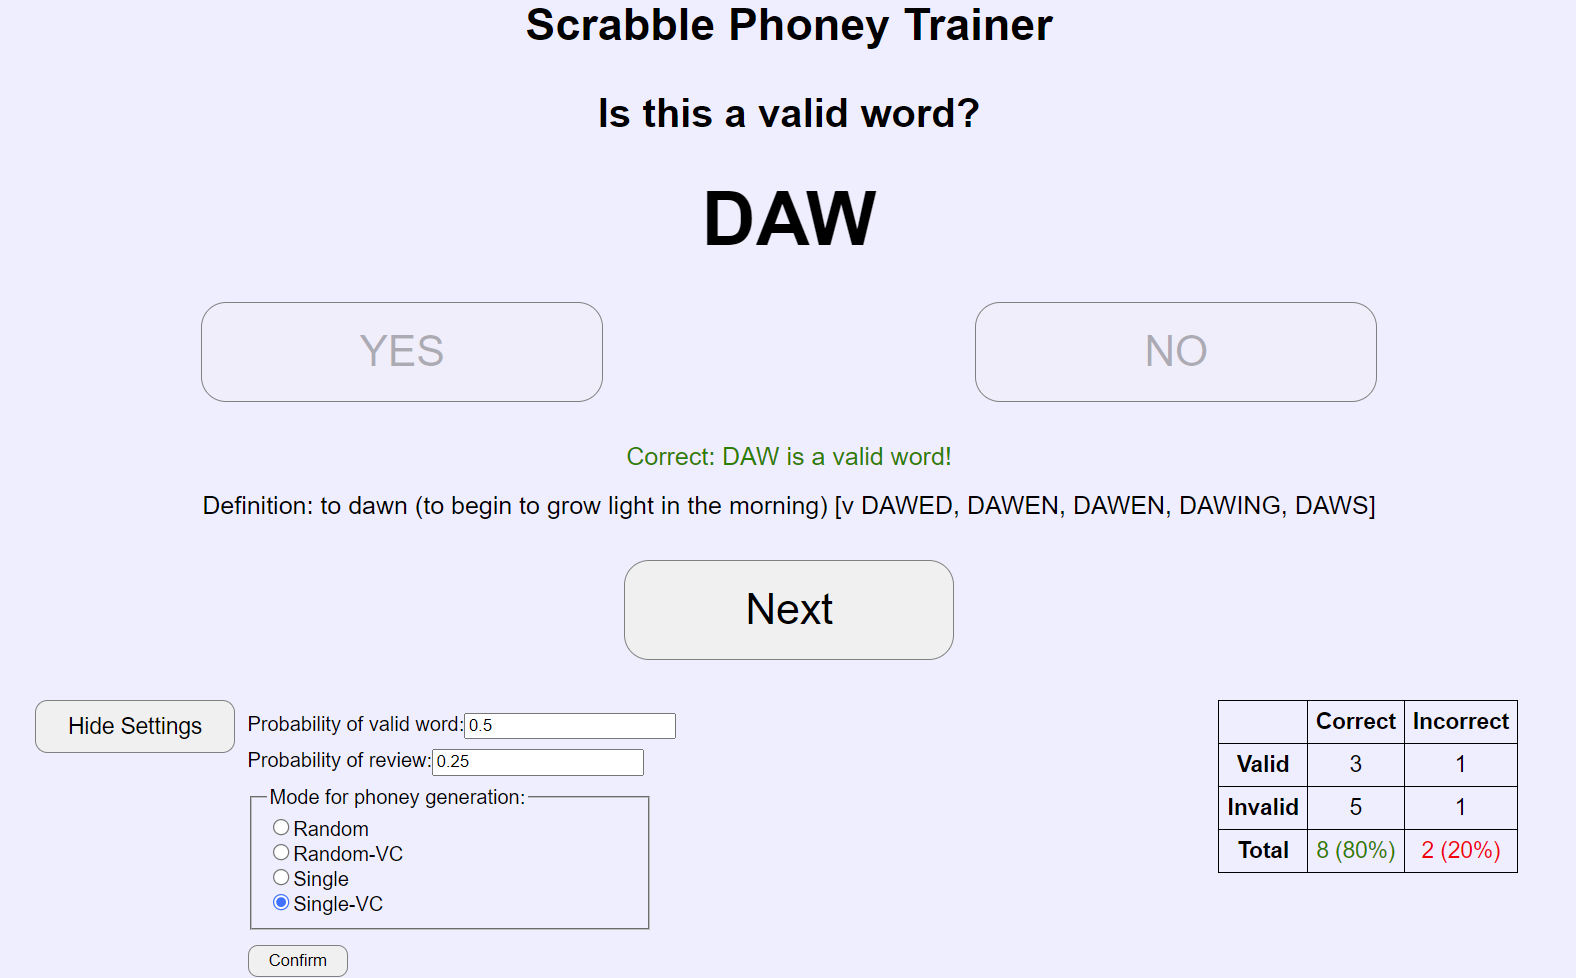 Scrabble Phoney Trainer
Is this a valid word?
DAW
YES
NO
Correct: DAW is a valid word!
Definition: to dawn (to begin to grow light in the morning) [v DAWED, DAWEN, DAWEN, DAWING, DAWS]
Next
Hide Settings
Probability of valid word: 0.5
Probability of review: 0.25
Mode for phoney generation:
Random
Random-VC
Single
Single-VC
Confirm
Correct Incorrect
Valid 3 1
Invalid 5 1
Total 8 (80%) 2 (20%)